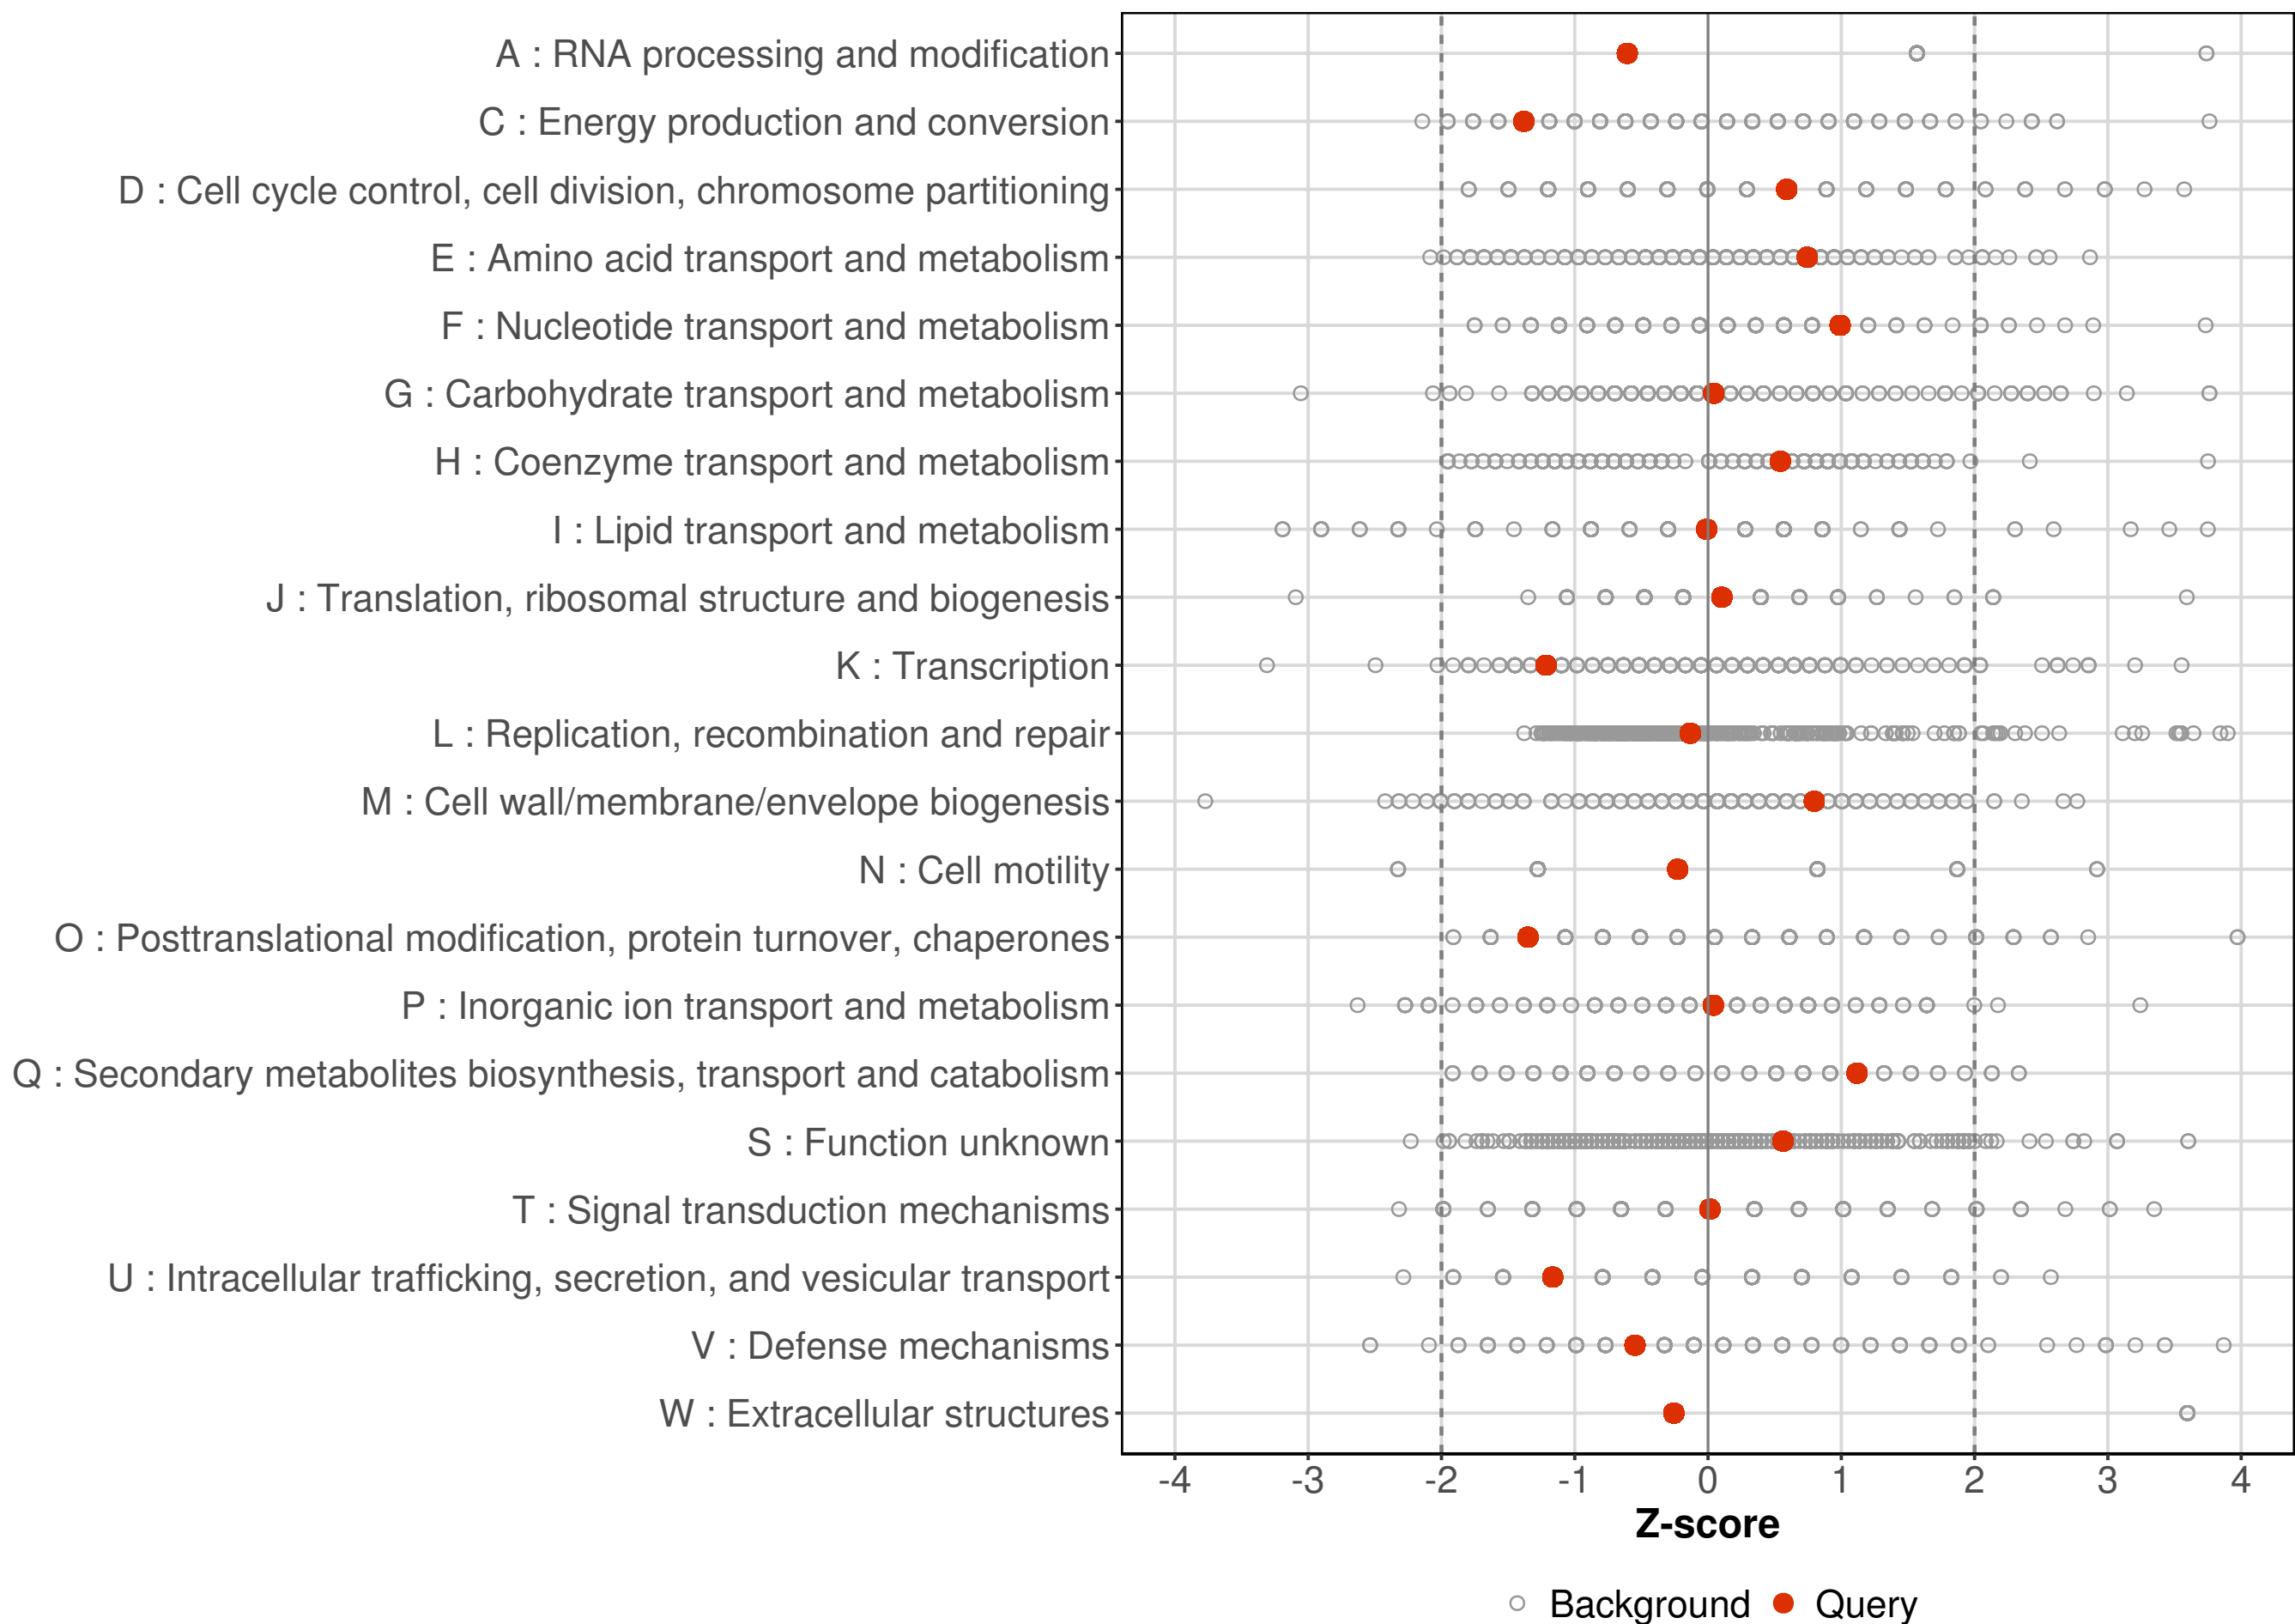 A : RNA processing and modification
C : Energy production and conversion
D : Cell cycle control, cell division, chromosome partitioning
E : Amino acid transport and metabolism
F : Nucleotide transport and metabolism
G : Carbohydrate transport and metabolism
H : Coenzyme transport and metabolism
I : Lipid transport and metabolism
J : Translation, ribosomal structure and biogenesis
K : Transcription
L : Replication, recombination and repair
M : Cell wall/membrane/envelope biogenesis
N : Cell motility
O : Posttranslational modification, protein turnover, chaperones
P : Inorganic ion transport and metabolism
Q : Secondary metabolites biosynthesis, transport and catabolism
S : Function unknown
T : Signal transduction mechanisms
U : Intracellular trafficking, secretion, and vesicular transport
V : Defense mechanisms
W : Extracellular structures
-4 -3 -2 -1 0 1 2 3 4
Z-score
Background Query